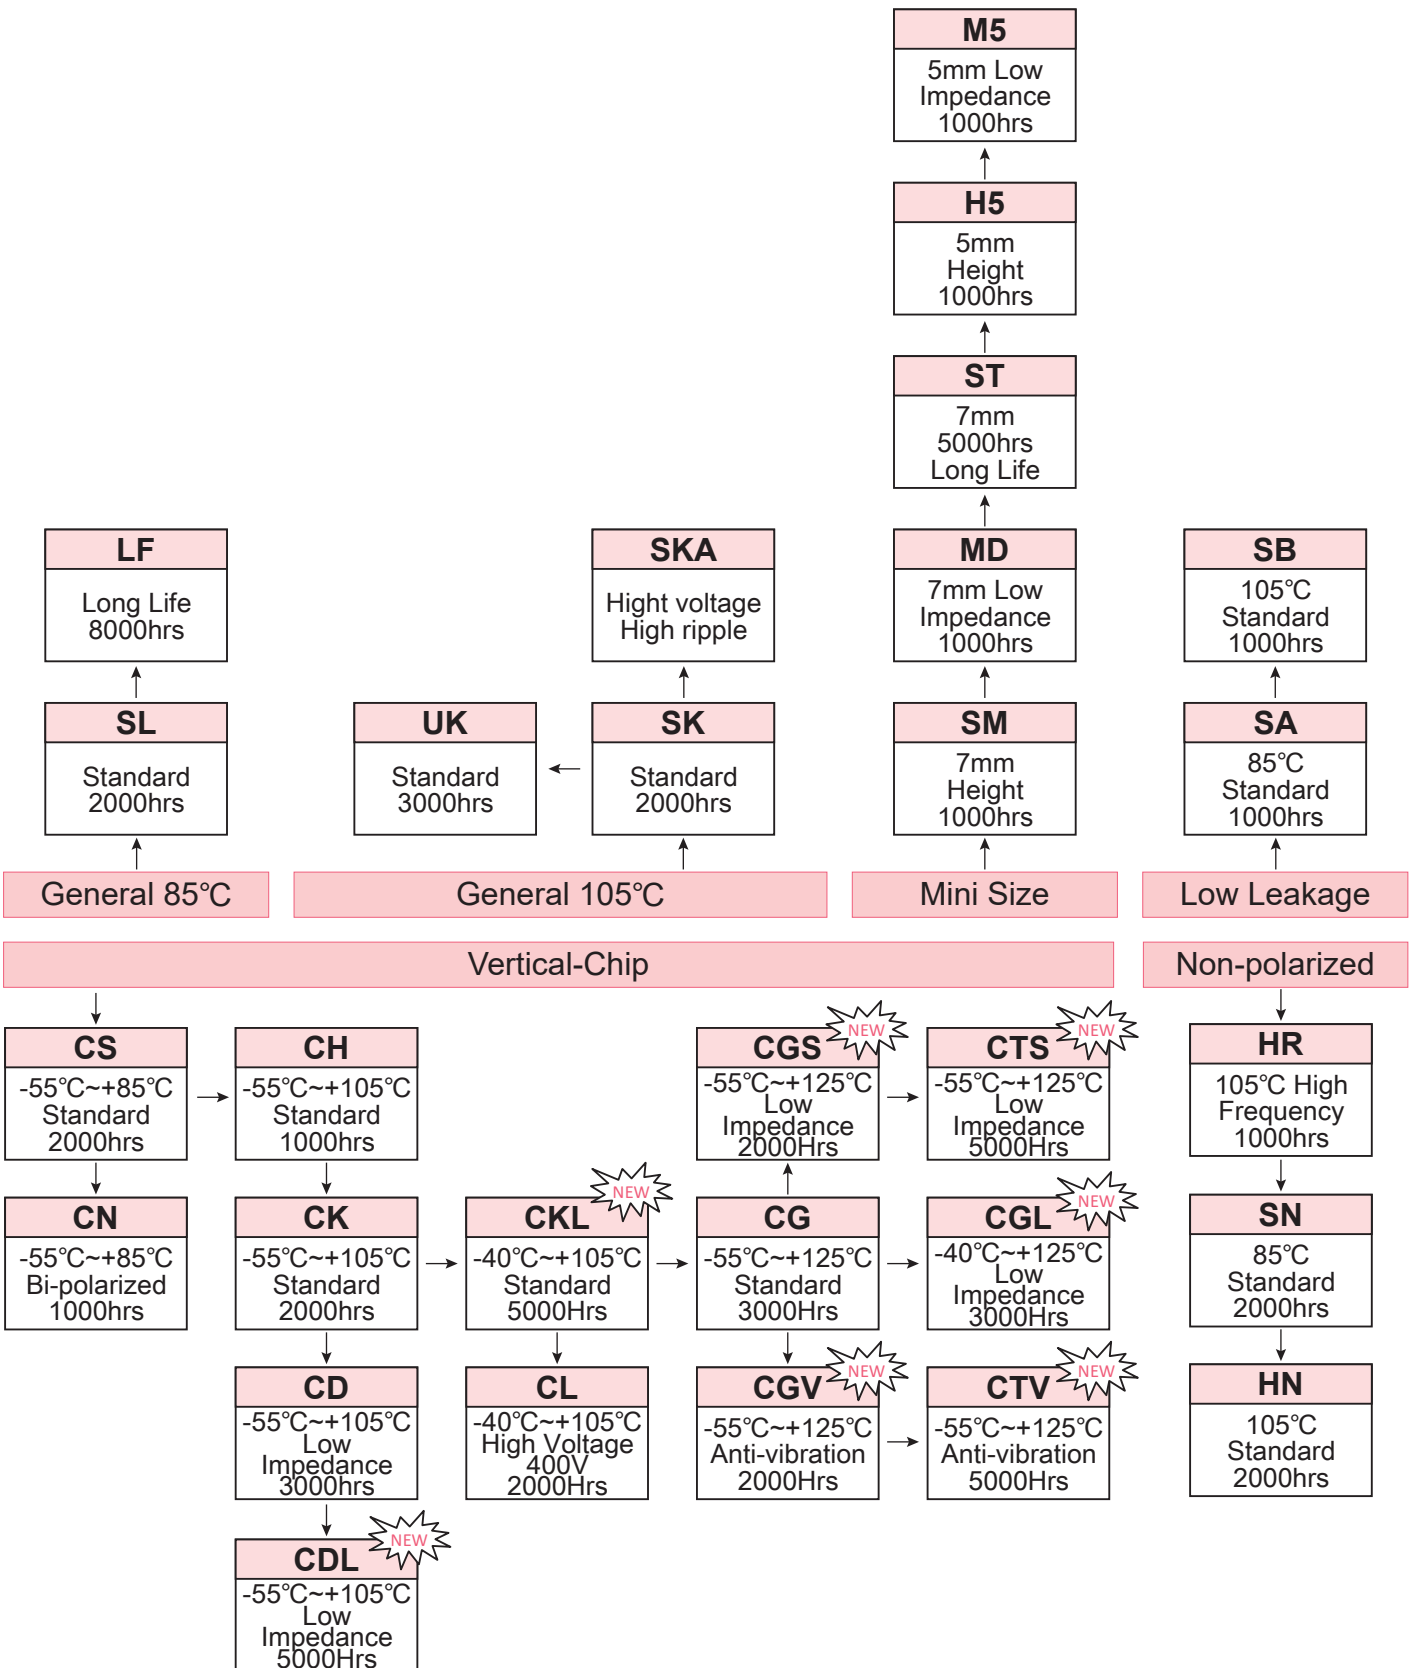 M5
5mm Low
Impedance
1000hrs
H5
5mm
Height
1000hrs
ST
7mm
5000hrs
Long Life
LF
Long Life
8000hrs
SKA
Hight voltage
High ripple
MD
7mm Low
Impedance
1000hrs
SB
105℃
Standard
1000hrs
SL
Standard
2000hrs
UK
Standard
3000hrs
SK
Standard
2000hrs
SM
7mm
Height
1000hrs
SA
85℃
Standard
1000hrs
General 85℃
General 105℃
Mini Size
Low Leakage
Vertical-Chip
Non-polarized
CS
-55℃~+85℃
Standard
2000hrs
CH
-55℃~+105℃
Standard
1000hrs
CGS
NEW
-55℃~+125℃
Low
Impedance
2000Hrs
CTS
NEW
-55℃~+125℃
Low
Impedance
5000Hrs
HR
105℃ High
Frequency
1000hrs
CN
-55℃~+85℃
Bi-polarized
1000hrs
CK
-55℃~+105℃
Standard
2000hrs
CKL
NEW
-40℃~+105℃
Standard
5000Hrs
CG
-55℃~+125℃
Standard
3000Hrs
CGL
NEW
-40℃~+125℃
Low
Impedance
3000Hrs
SN
85℃
Standard
2000hrs
CD
-55℃~+105℃
Low
Impedance
3000hrs
CL
-40℃~+105℃
High Voltage
400V
2000Hrs
CGV
NEW
-55℃~+125℃
Anti-vibration
2000Hrs
CTV
NEW
-55℃~+125℃
Anti-vibration
5000Hrs
HN
105℃
Standard
2000hrs
CDL
NEW
-55℃~+105℃
Low
Impedance
5000Hrs